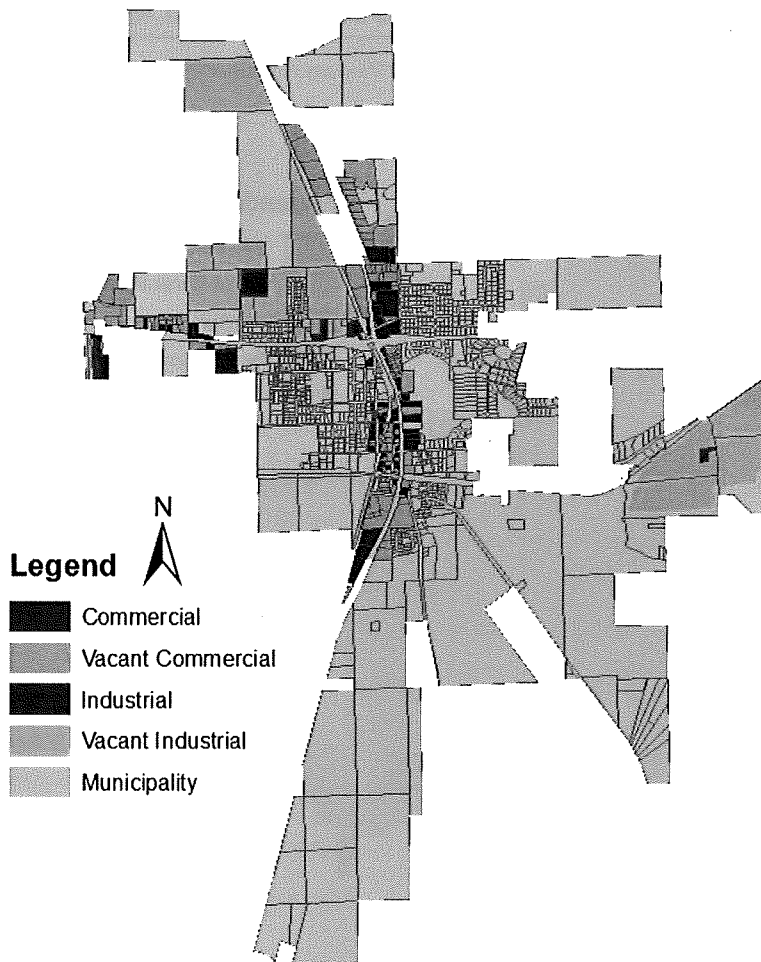 N
Legend
Commercial
Vacant Commercial
Industrial
Vacant Industrial
Municipality